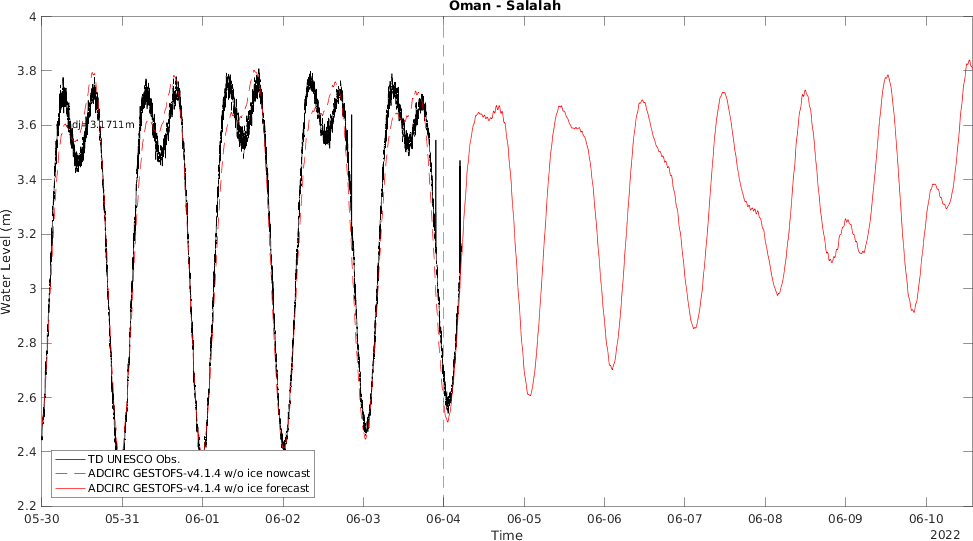 Oman - Salalah
Water Level (m)
4
3.8
3.6
3.4
3.2
3
2.8
2.6
2.4
2.2
3.1711m
TD UNESCO Obs.
ADCIRC GESTOFS-v4.1.4 w/o ice nowcast
ADCIRC GESTOFS-v4.1.4 w/o ice forecast
05-30 05-31 06-01 06-02 06-03 06-04 06-05 06-06 06-07 06-08 06-09 06-10
Time
2022